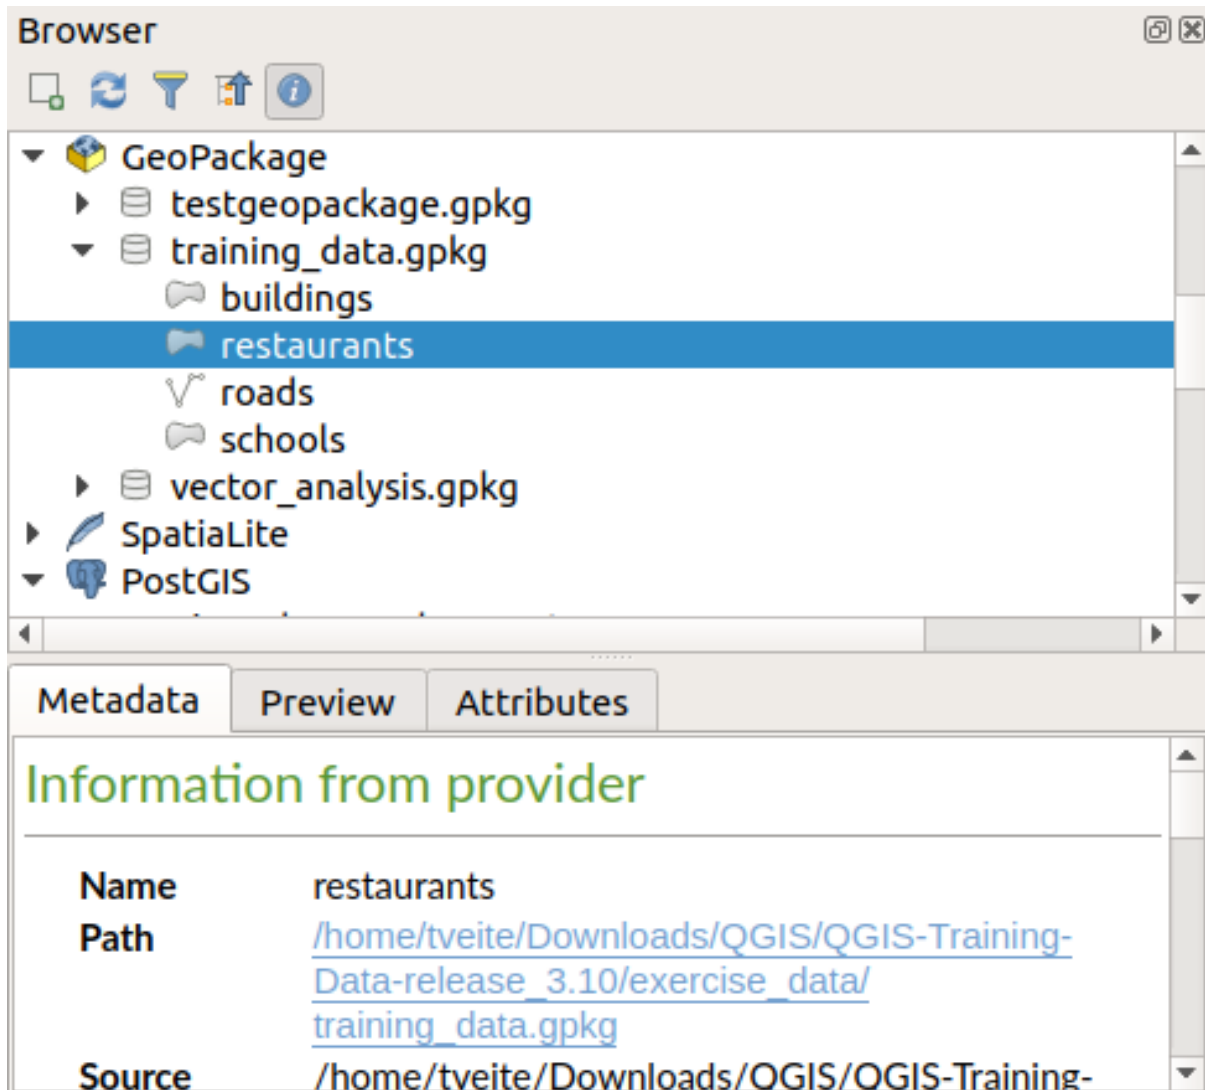 Browser
GeoPackage
testgeopackage.gpkg
training_data.gpkg
buildings
restaurants
roads
schools
vector_analysis.gpkg
SpatiaLite
PostGIS
Metadata Preview Attributes
Information from provider
Name restaurants
Path /home/tveite/Downloads/QGIS/QGIS-Training-
Data-release_3.10/exercise_data/
training_data.gpkg
Source /home/tveite/Downloads/QGIS/QGIS-Training-